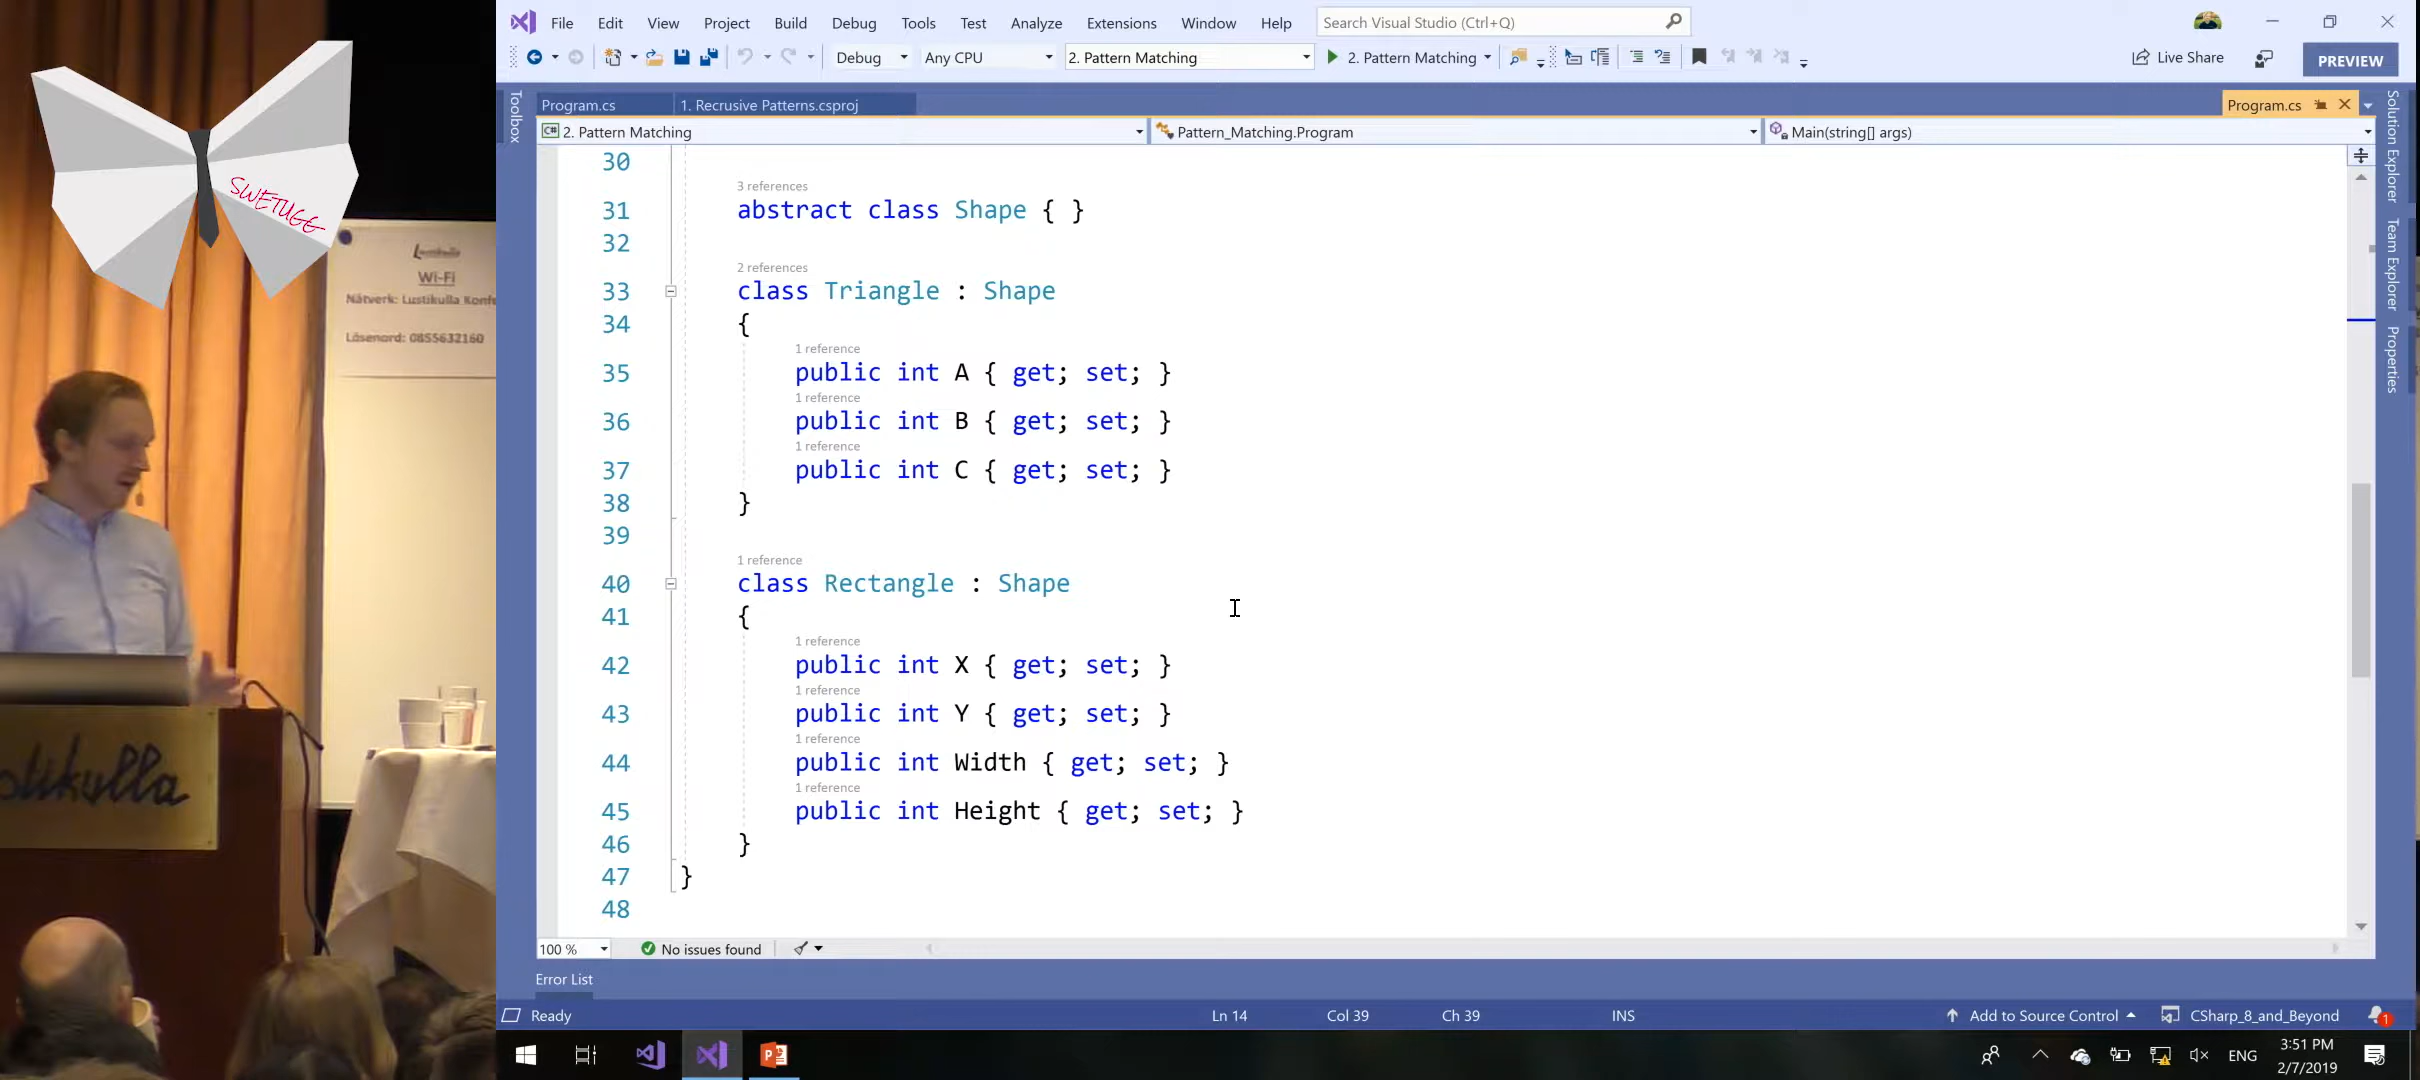 SWETUGG
Lustikulla
Wi-Fi
Nätverk: Lustikulla Konfe
Lösenord: 0855632160
stikulla
File Edit View Project Build Debug Tools Test Analyze Extensions Window Help Search Visual Studio (Ctrl+Q)
Debug Any CPU 2. Pattern Matching 2. Pattern Matching Live Share PREVIEW
Toolbox
Program.cs 1. Recrusive Patterns.csproj Program.cs
2. Pattern Matching Pattern_Matching.Program Main(string[] args)
30
3 references
31 abstract class Shape { }
32
2 references
33 class Triangle : Shape
34 {
1 reference
35 public int A { get; set; }
1 reference
36 public int B { get; set; }
1 reference
37 public int C { get; set; }
38 }
39
1 reference
40 class Rectangle : Shape
41 {
1 reference
42 public int X { get; set; }
1 reference
43 public int Y { get; set; }
1 reference
44 public int Width { get; set; }
1 reference
45 public int Height { get; set; }
46 }
47 }
48
Solution Explorer
Team Explorer
Properties
100 % No issues found
Error List
Ready Ln 14 Col 39 Ch 39 INS Add to Source Control CSharp_8_and_Beyond 1
ENG 3:51 PM
2/7/2019